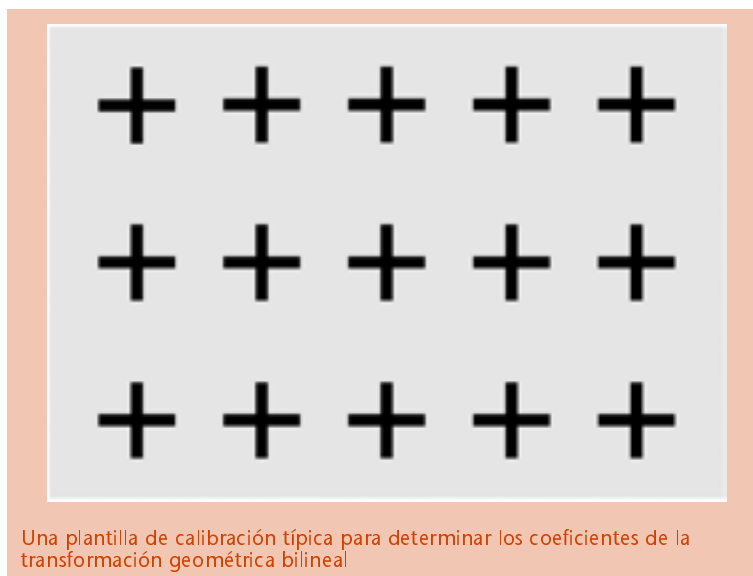 Una plantilla de calibración típica para determinar los coeficientes de la
transformación geométrica bilineal